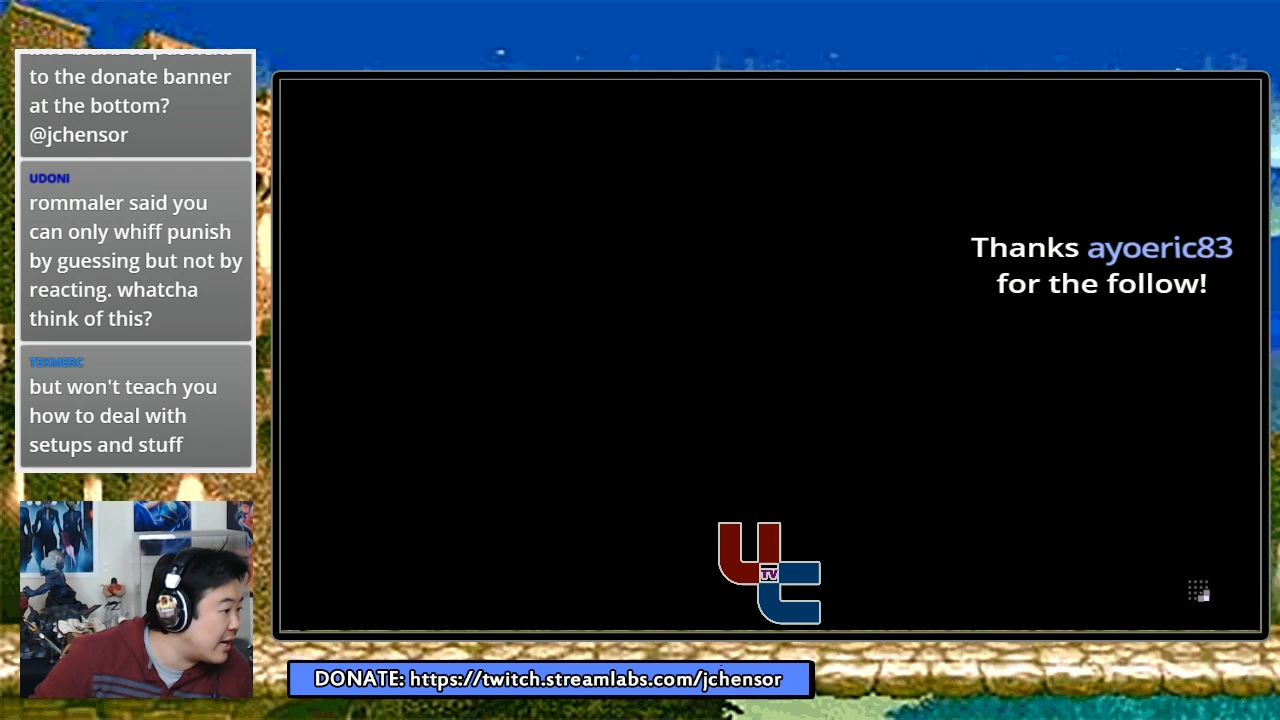 to the donate banner
at the bottom?
@jchensor
UDONI
rommaler said you
can only whiff punish
by guessing but not by
reacting. whatcha
think of this?
TEKMERC
but won't teach you
how to deal with
setups and stuff
Thanks ayoeric83
for the follow!
UC
TV
DONATE: https://twitch.streamlabs.com/jchensor